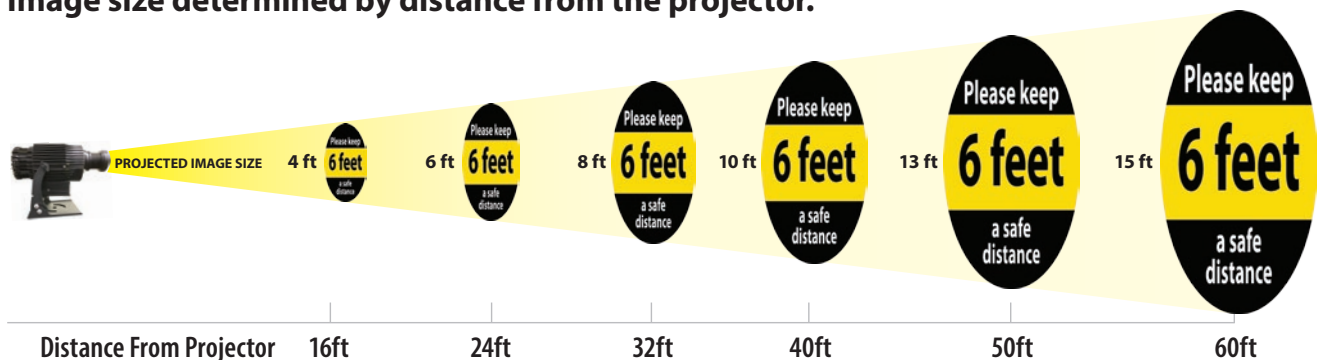 Image size determined by distance from the projector.
PROJECTED IMAGE SIZE 4 ft 6 ft 8 ft 10 ft 13 ft 15 ft
Please keep
6 feet
a safe
distance
Please keep
6 feet
a safe
distance
Please keep
6 feet
a safe
distance
Please keep
6 feet
a safe
distance
Please keep
6 feet
a safe
distance
Please keep
6 feet
a safe
distance
Distance From Projector 16ft 24ft 32ft 40ft 50ft 60ft